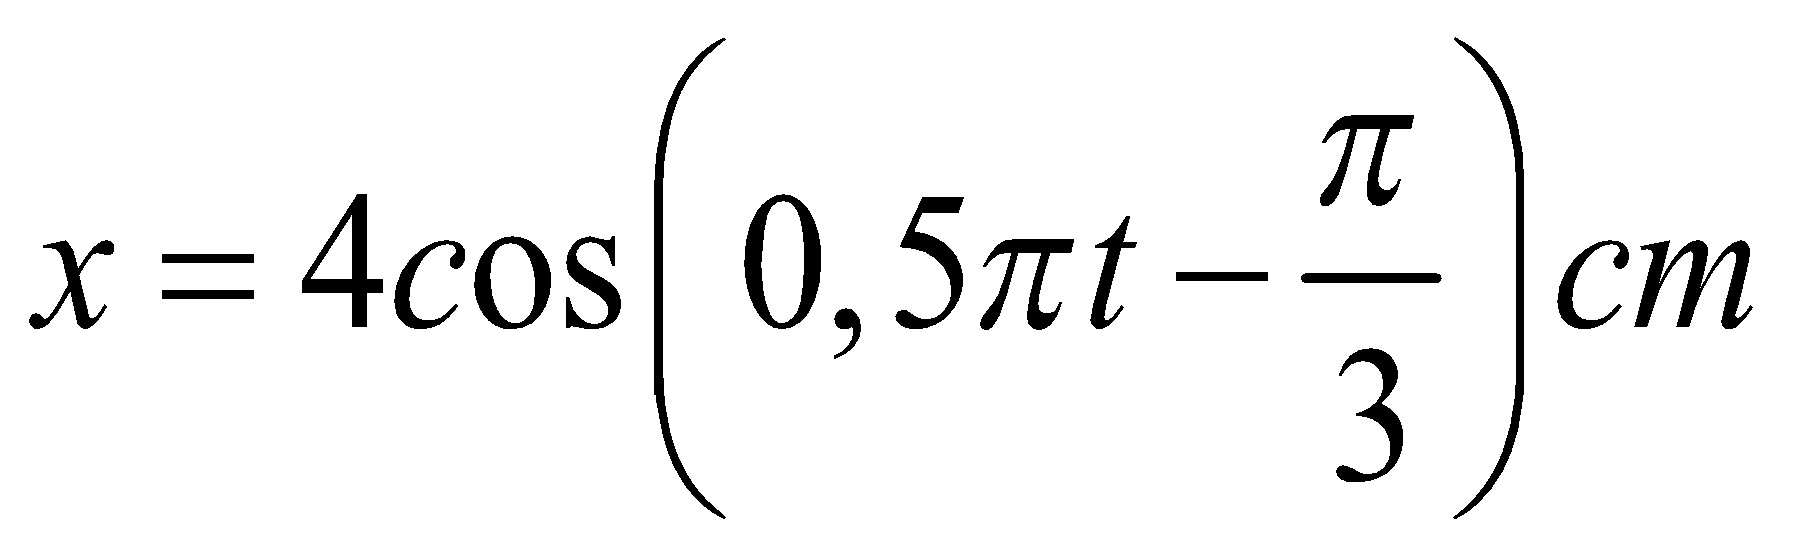 x = 4cos(0,5πt − π/3) cm